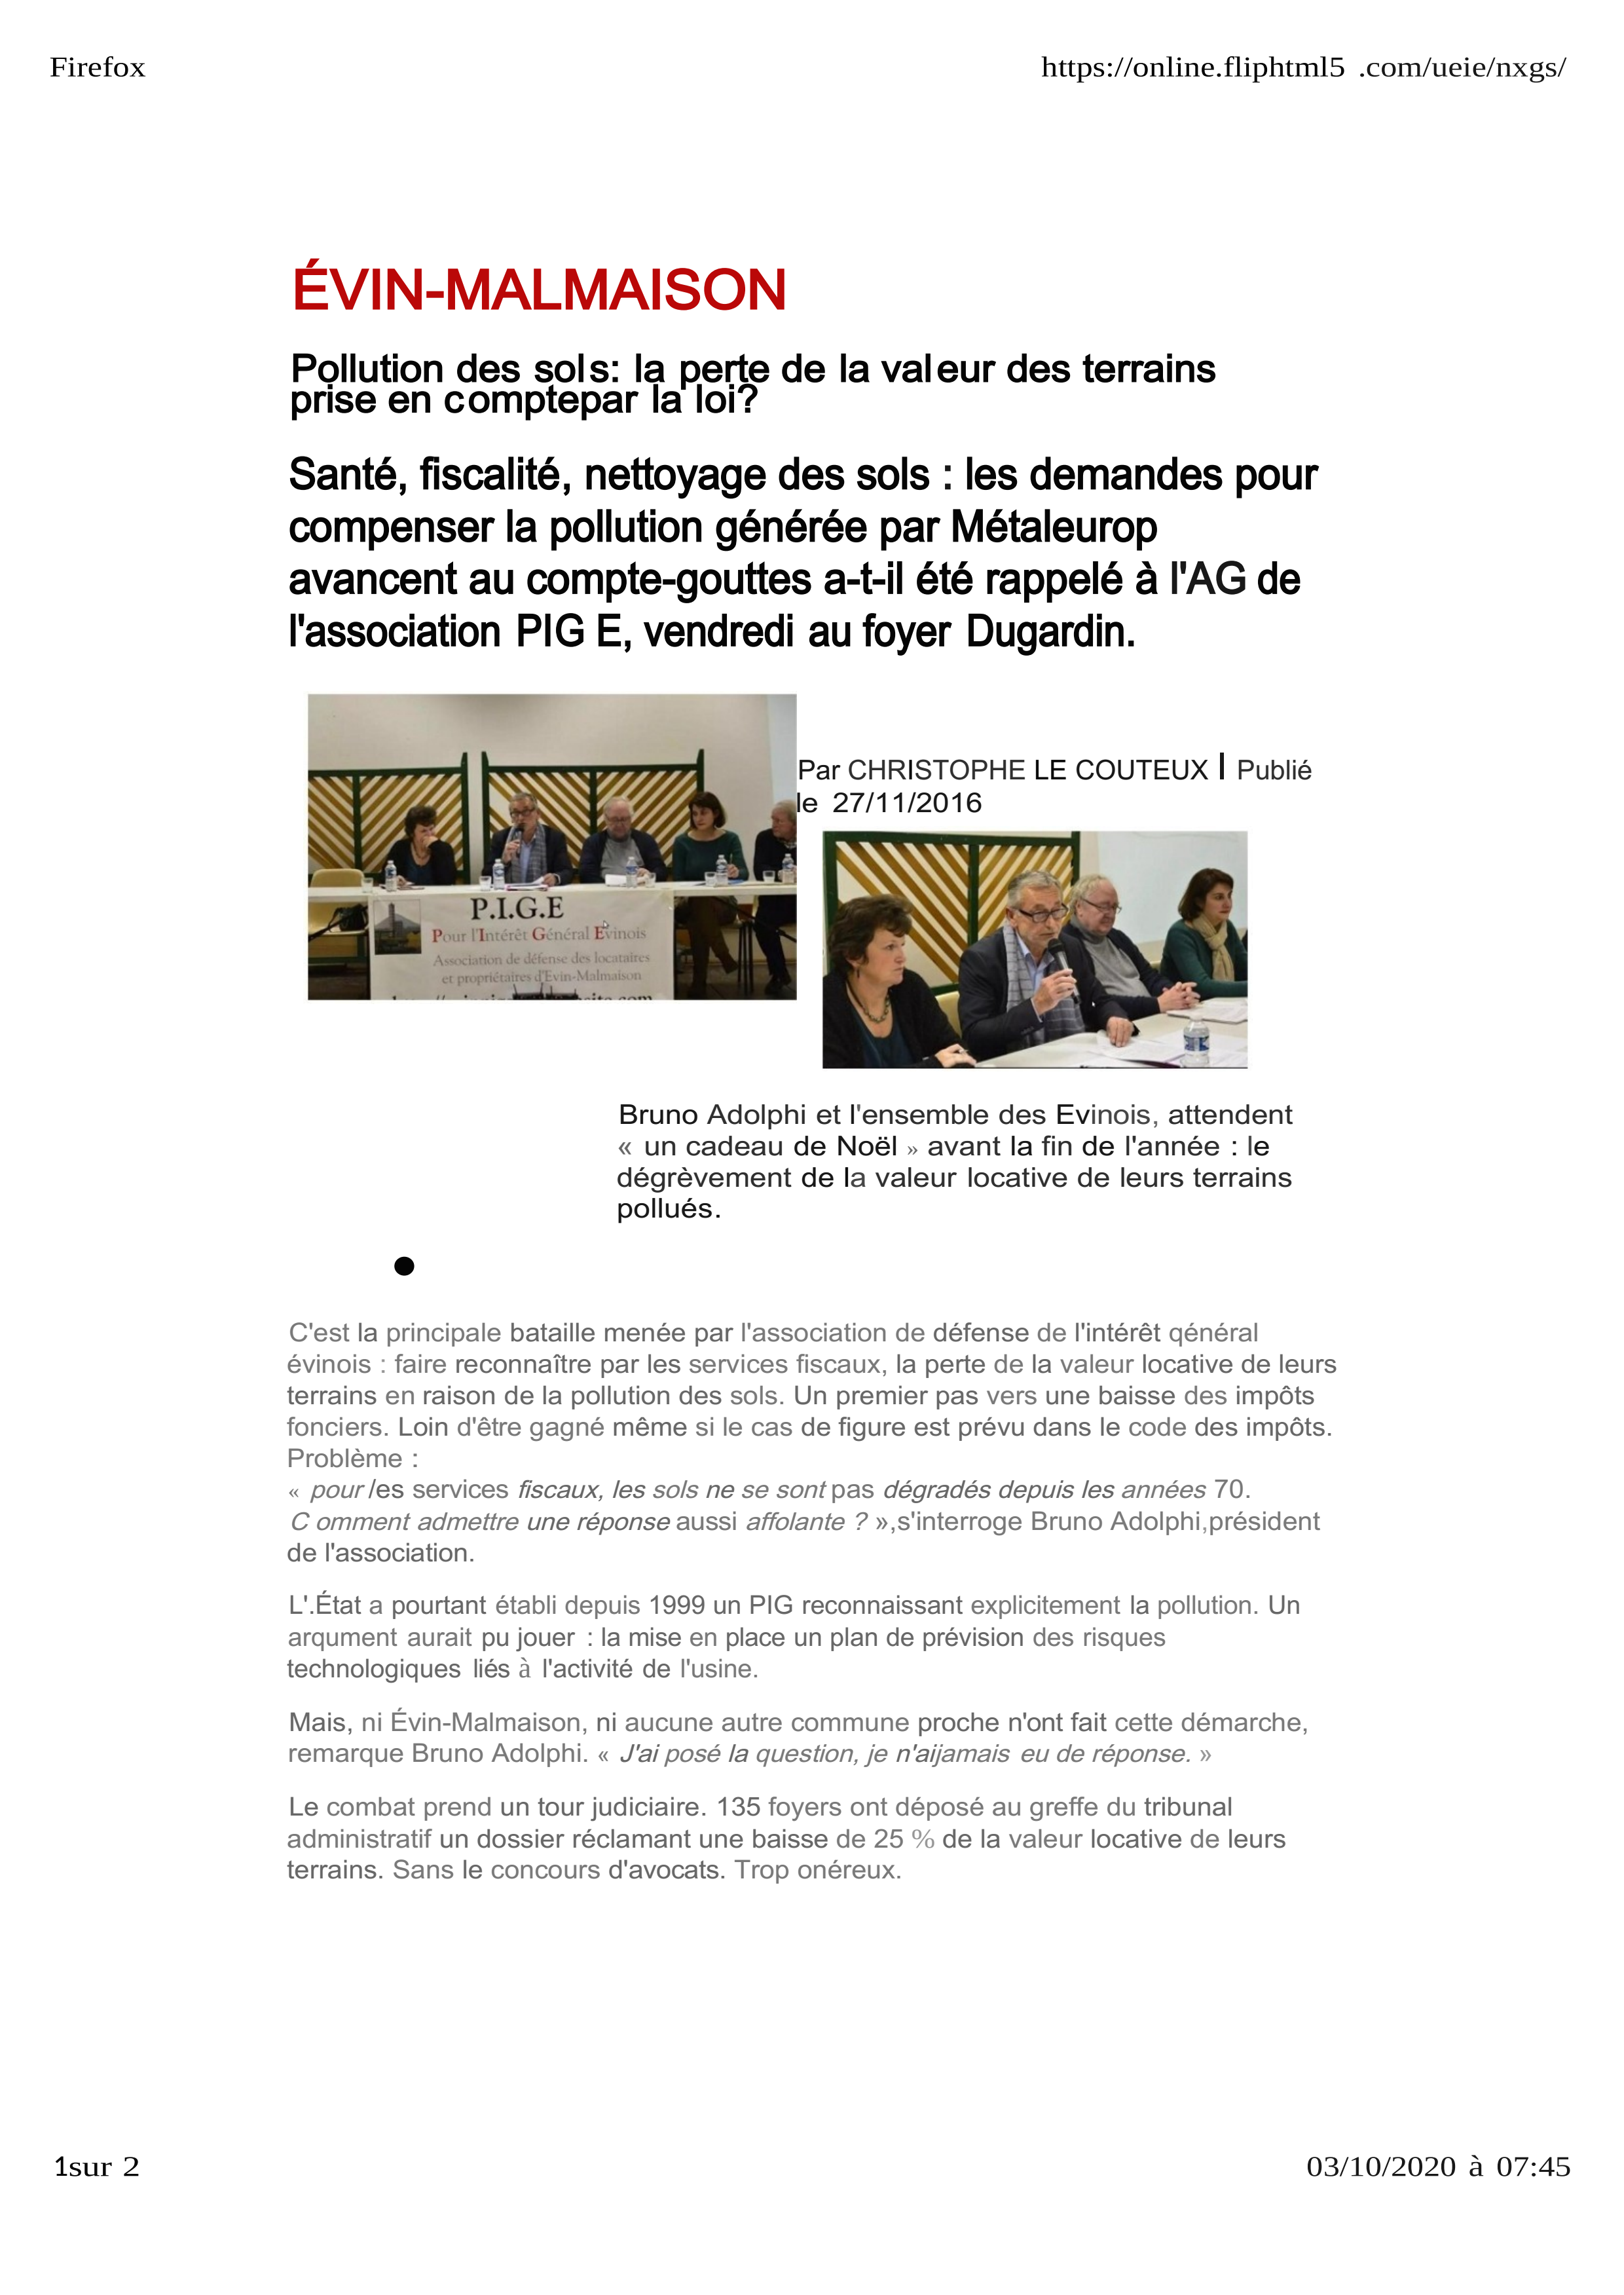 Firefox
https://online.fliphtml5 .com/ueie/nxgs/
ÉVIN-MALMAISON
Pollution des sols: la perte de la valeur des terrains
prise en comptepar la loi?
Santé, fiscalité, nettoyage des sols : les demandes pour
compenser la pollution générée par Métaleurop
avancent au compte-gouttes a-t-il été rappelé à l'AG de
l'association PIG E, vendredi au foyer Dugardin.
Par CHRISTOPHE LE COUTEUX l Publié
le 27/11/2016
P.I.G.E
Pour l'Intérêt Général Evinois
Association de défense des locataires
et propriétaires d'Evin-Malmaison
Bruno Adolphi et l'ensemble des Evinois, attendent
« un cadeau de Noël » avant la fin de l'année : le
dégrèvement de la valeur locative de leurs terrains
pollués.
●
C'est la principale bataille menée par l'association de défense de l'intérêt qénéral
évinois : faire reconnaître par les services fiscaux, la perte de la valeur locative de leurs
terrains en raison de la pollution des sols. Un premier pas vers une baisse des impôts
fonciers. Loin d'être gagné même si le cas de figure est prévu dans le code des impôts.
Problème :
« pour /es services fiscaux, les sols ne se sont pas dégradés depuis les années 70.
C omment admettre une réponse aussi affolante ? »,s'interroge Bruno Adolphi,président
de l'association.
L'.État a pourtant établi depuis 1999 un PIG reconnaissant explicitement la pollution. Un
arqument aurait pu jouer : la mise en place un plan de prévision des risques
technologiques liés à l'activité de l'usine.
Mais, ni Évin-Malmaison, ni aucune autre commune proche n'ont fait cette démarche,
remarque Bruno Adolphi. « J'ai posé la question, je n'aijamais eu de réponse. »
Le combat prend un tour judiciaire. 135 foyers ont déposé au greffe du tribunal
administratif un dossier réclamant une baisse de 25 % de la valeur locative de leurs
terrains. Sans le concours d'avocats. Trop onéreux.
1sur 2
03/10/2020 à 07:45